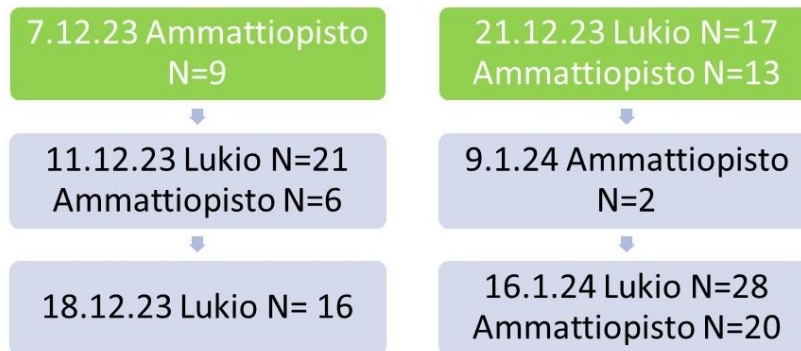 7.12.23 Ammattiopisto
N=9
11.12.23 Lukio N=21
Ammattiopisto N=6
18.12.23 Lukio N= 16
21.12.23 Lukio N=17
Ammattiopisto N=13
9.1.24 Ammattiopisto
N=2
16.1.24 Lukio N=28
Ammattiopisto N=20